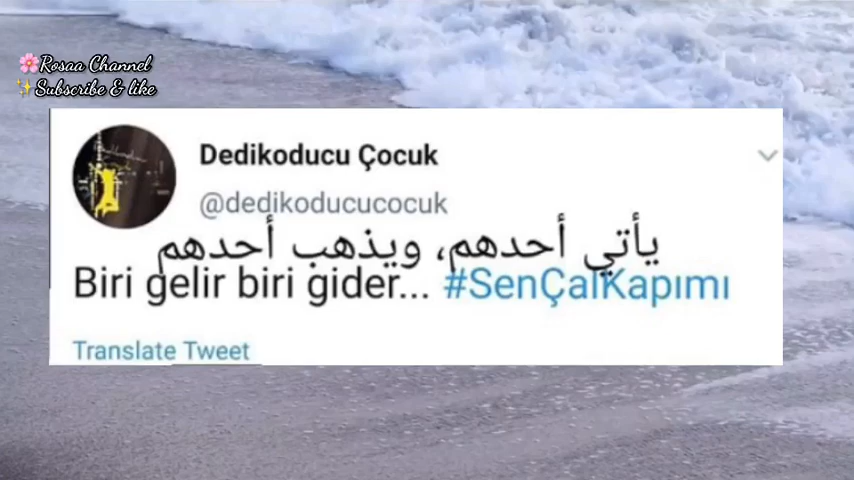 🌸Rosaa Channel
✨Subscribe & like
Dedikoducu Çocuk
@dedikoducucocuk
يأتي أحدهم، ويذهب أحدهم
Biri gelir biri gider... #SenÇalKapımı
Translate Tweet